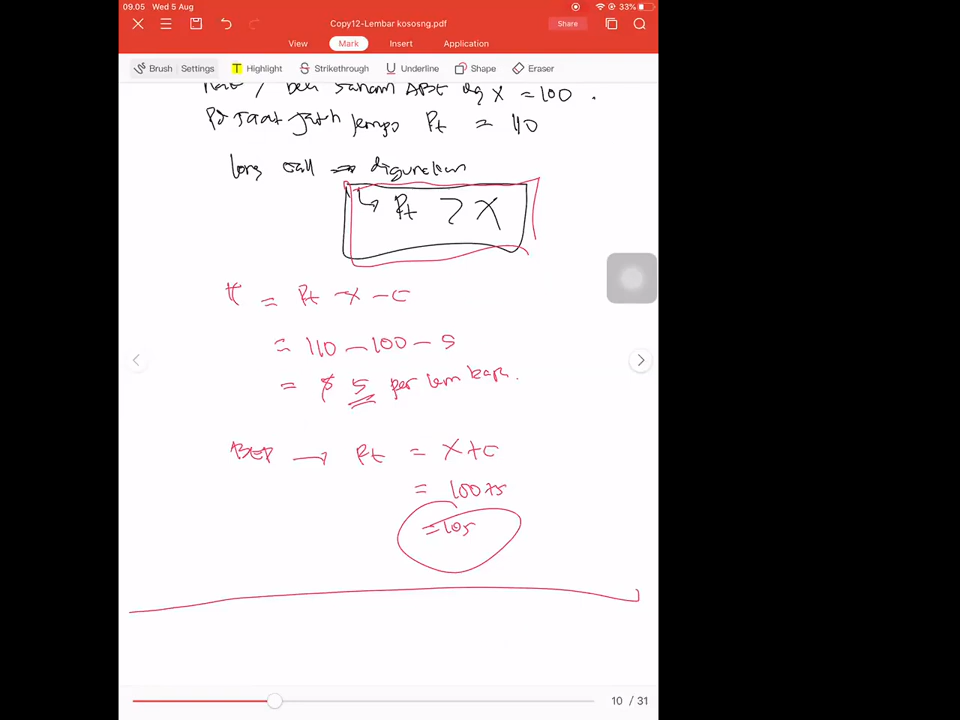 09.05 Wed 5 Aug
33%
Copy12-Lembar kososng.pdf
Share
View Mark Insert Application
Brush Settings Highlight Strikethrough Underline Shape Eraser
saham dg X = 100 .
Pd saat jatuh tempo Pt = 110
long call → digunakan
↳ Pt > X
π = Pt - X - C
= 110 - 100 - 5
= $ 5 per lembar.
BEP → Pt = X + C
= 100 + 5
= 105
10 / 31